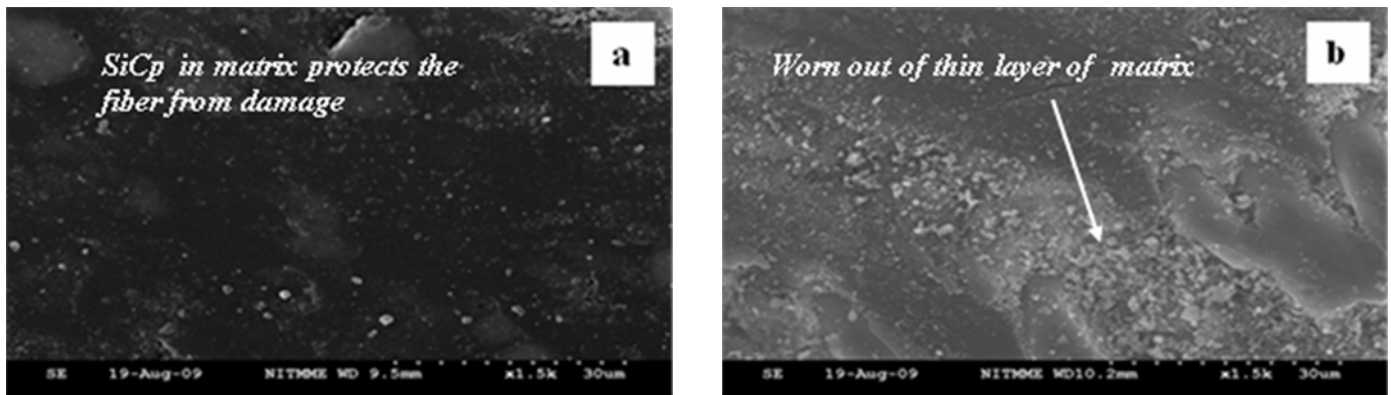 a
SiCp in matrix protects the
fiber from damage
SE 19-Aug-09 NITMME WD 9.5mm x1.5k 30um
b
Worn out of thin layer of matrix
SE 19-Aug-09 NITMME WD10.2mm x1.5k 30um